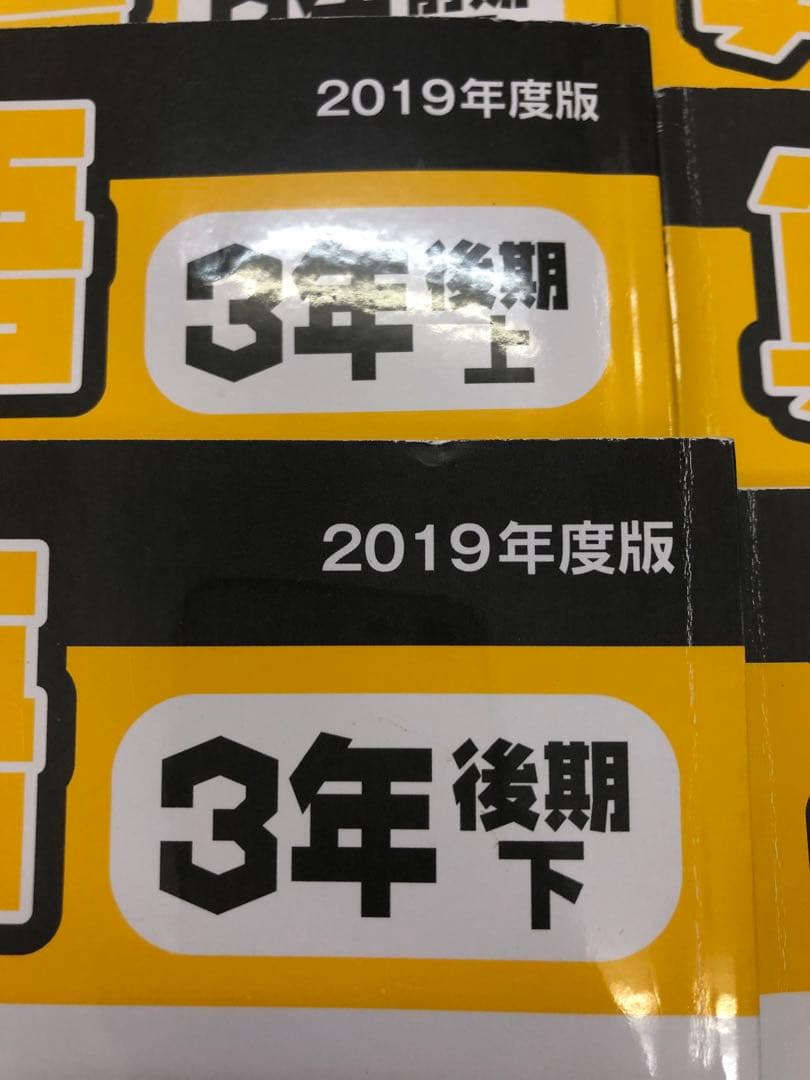 2019年度版
語
3年 後期
上
2019年度版
3年 後期
下